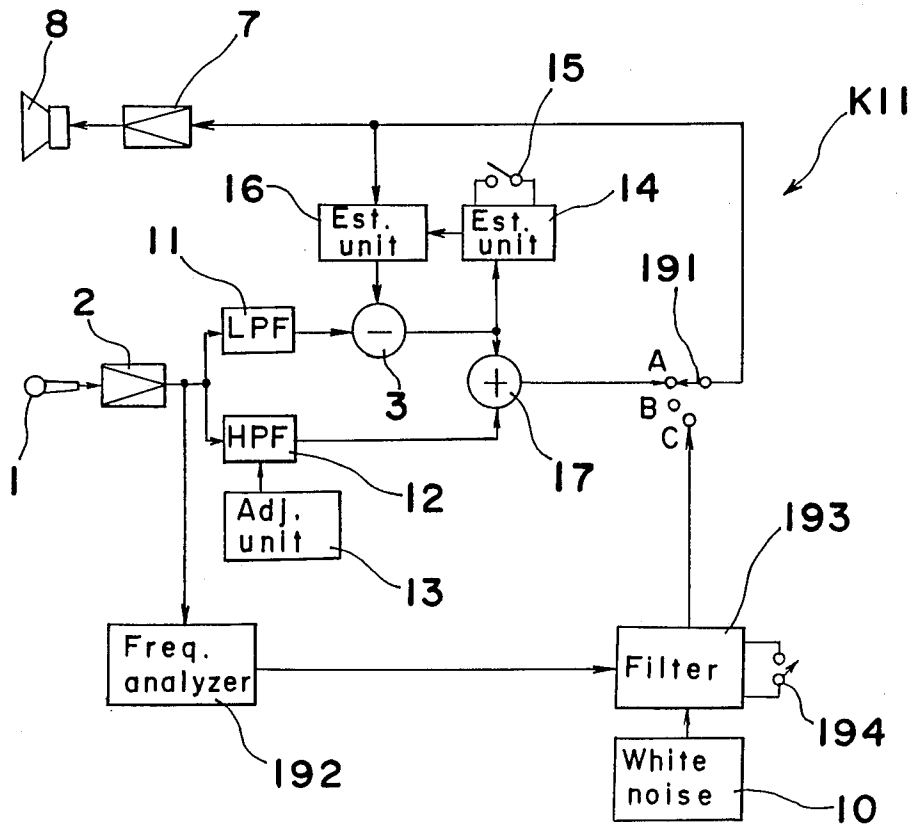 8
7
15
K11
16
14
Est.
unit
Est.
unit
11
191
2
LPF
−
A
3
+
B
C
HPF
1
12
17
Adj.
unit
193
13
Freq.
analyzer
Filter
194
192
White
noise
10